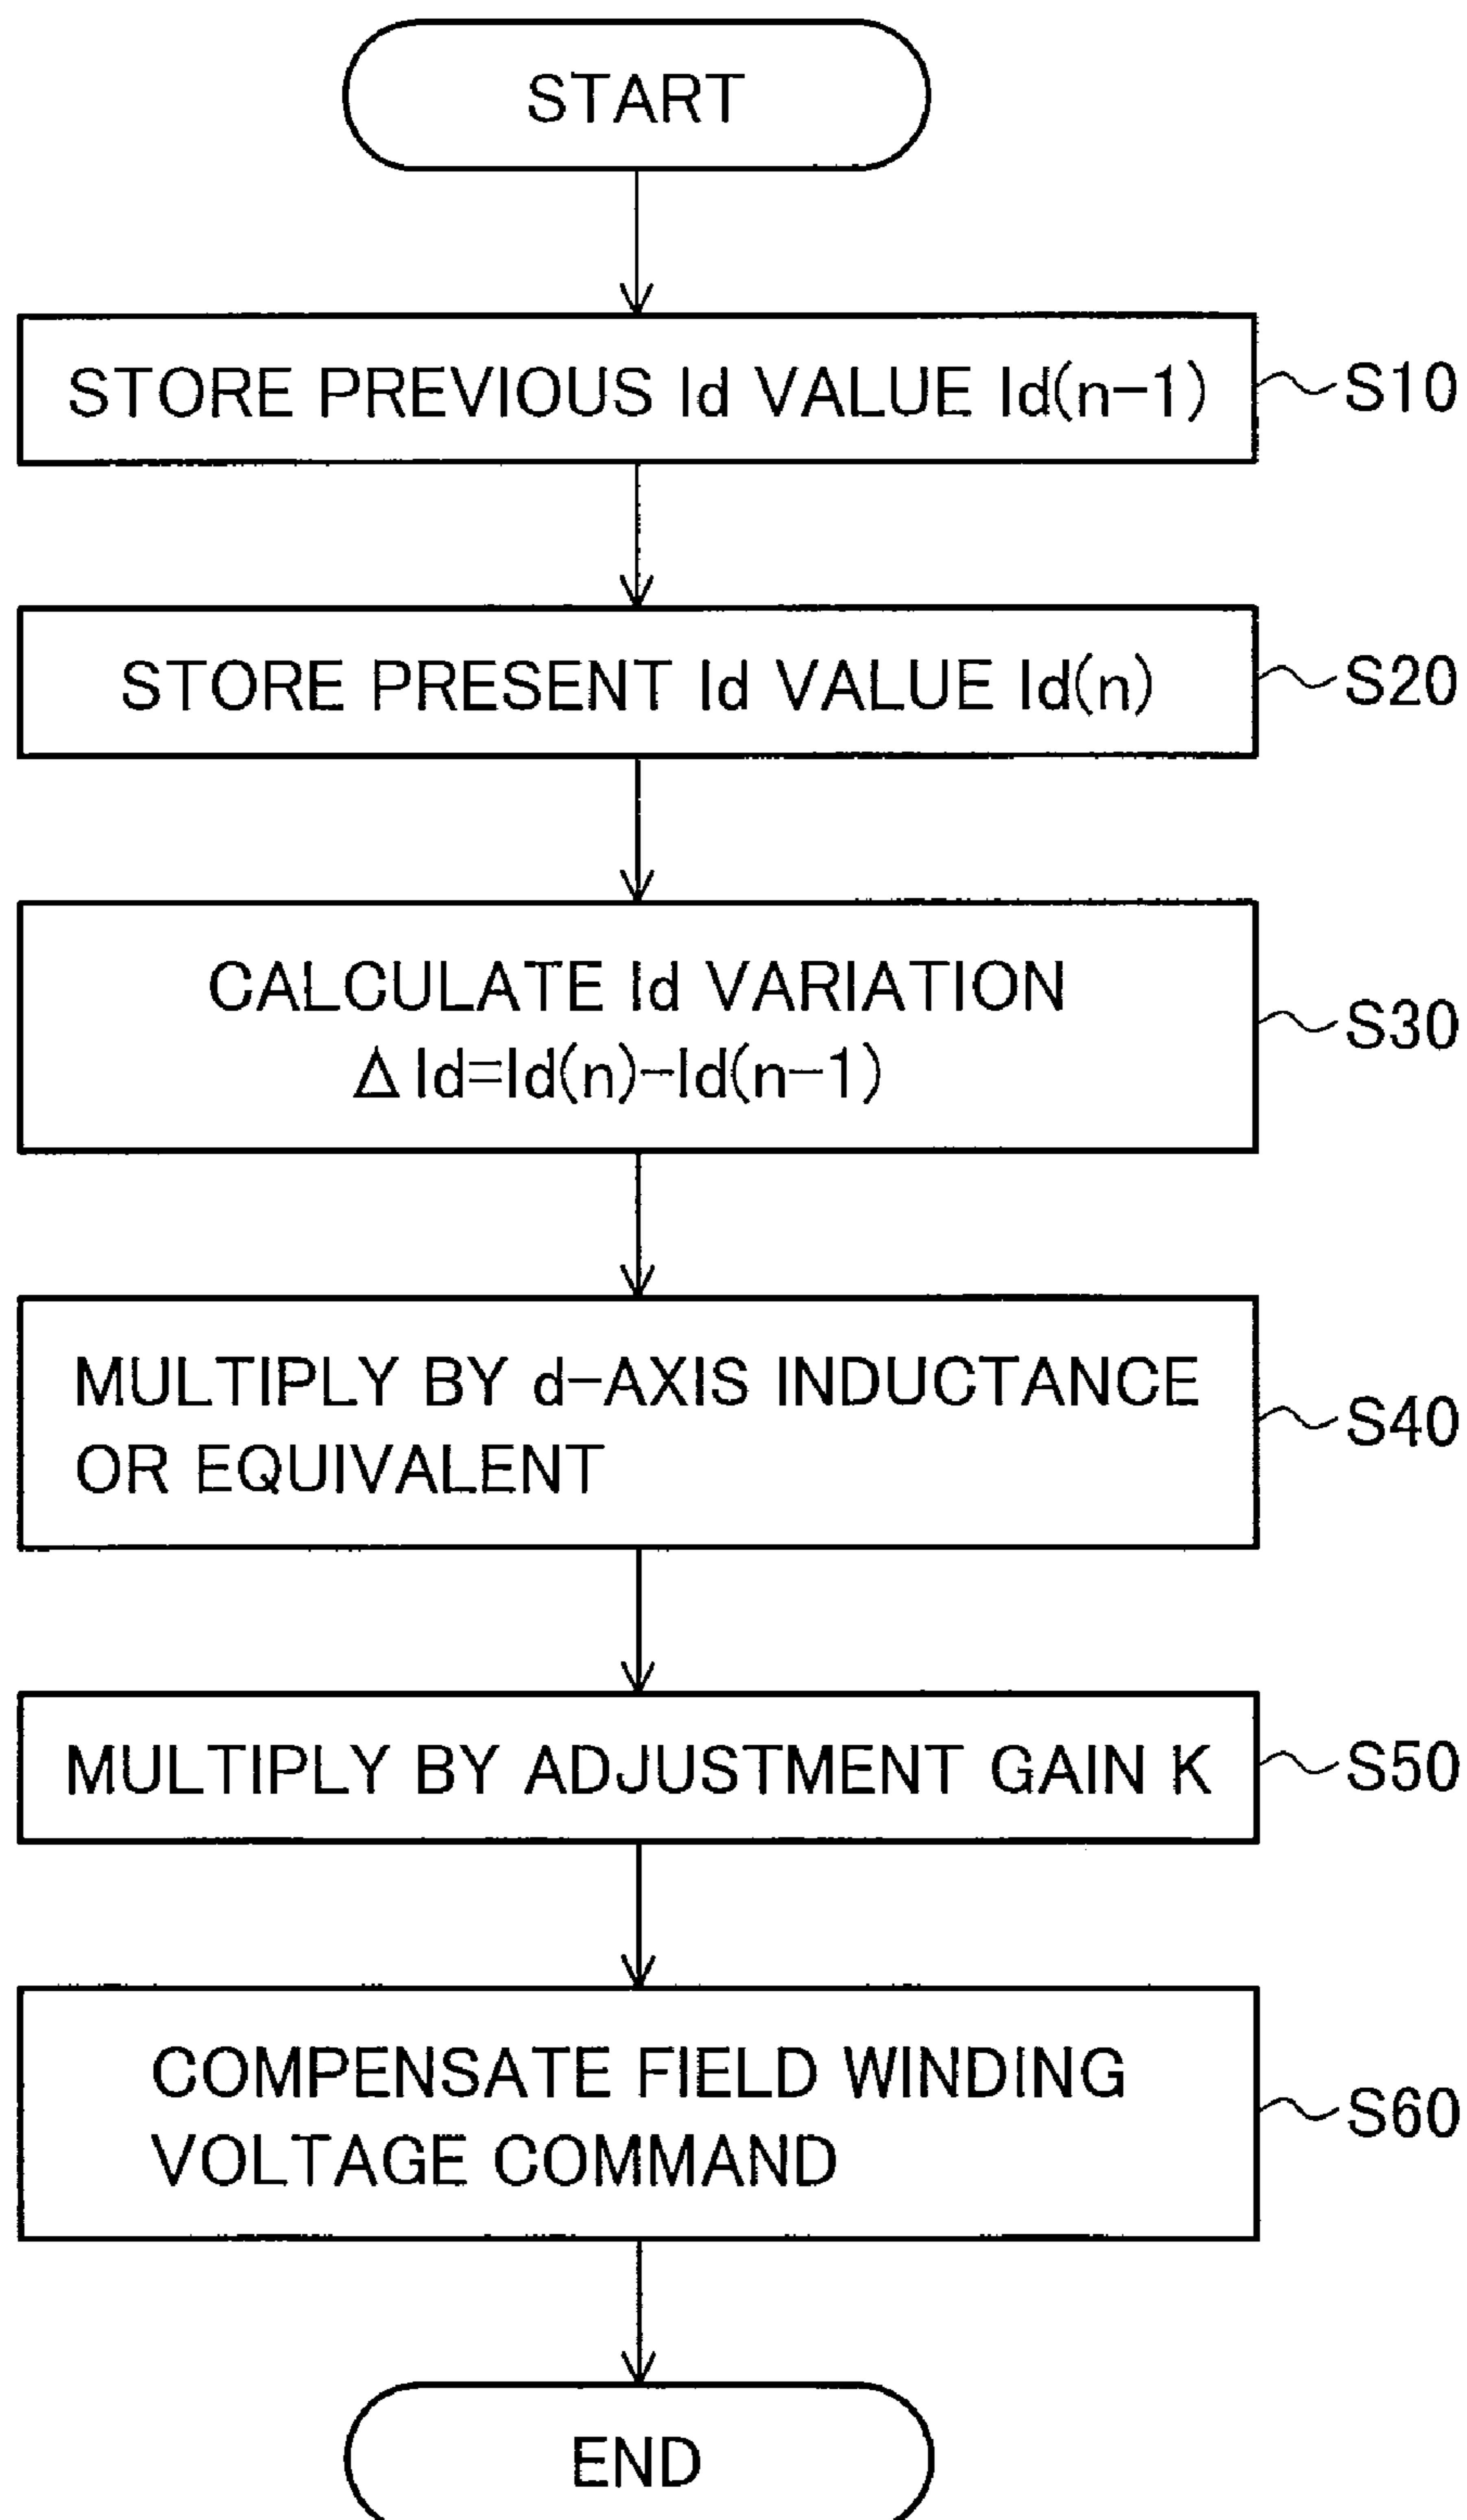 START
STORE PREVIOUS Id VALUE Id(n-1)
S10
STORE PRESENT Id VALUE Id(n)
S20
CALCULATE Id VARIATION
Δ Id=Id(n)-Id(n-1)
S30
MULTIPLY BY d-AXIS INDUCTANCE
OR EQUIVALENT
S40
MULTIPLY BY ADJUSTMENT GAIN K
S50
COMPENSATE FIELD WINDING
VOLTAGE COMMAND
S60
END